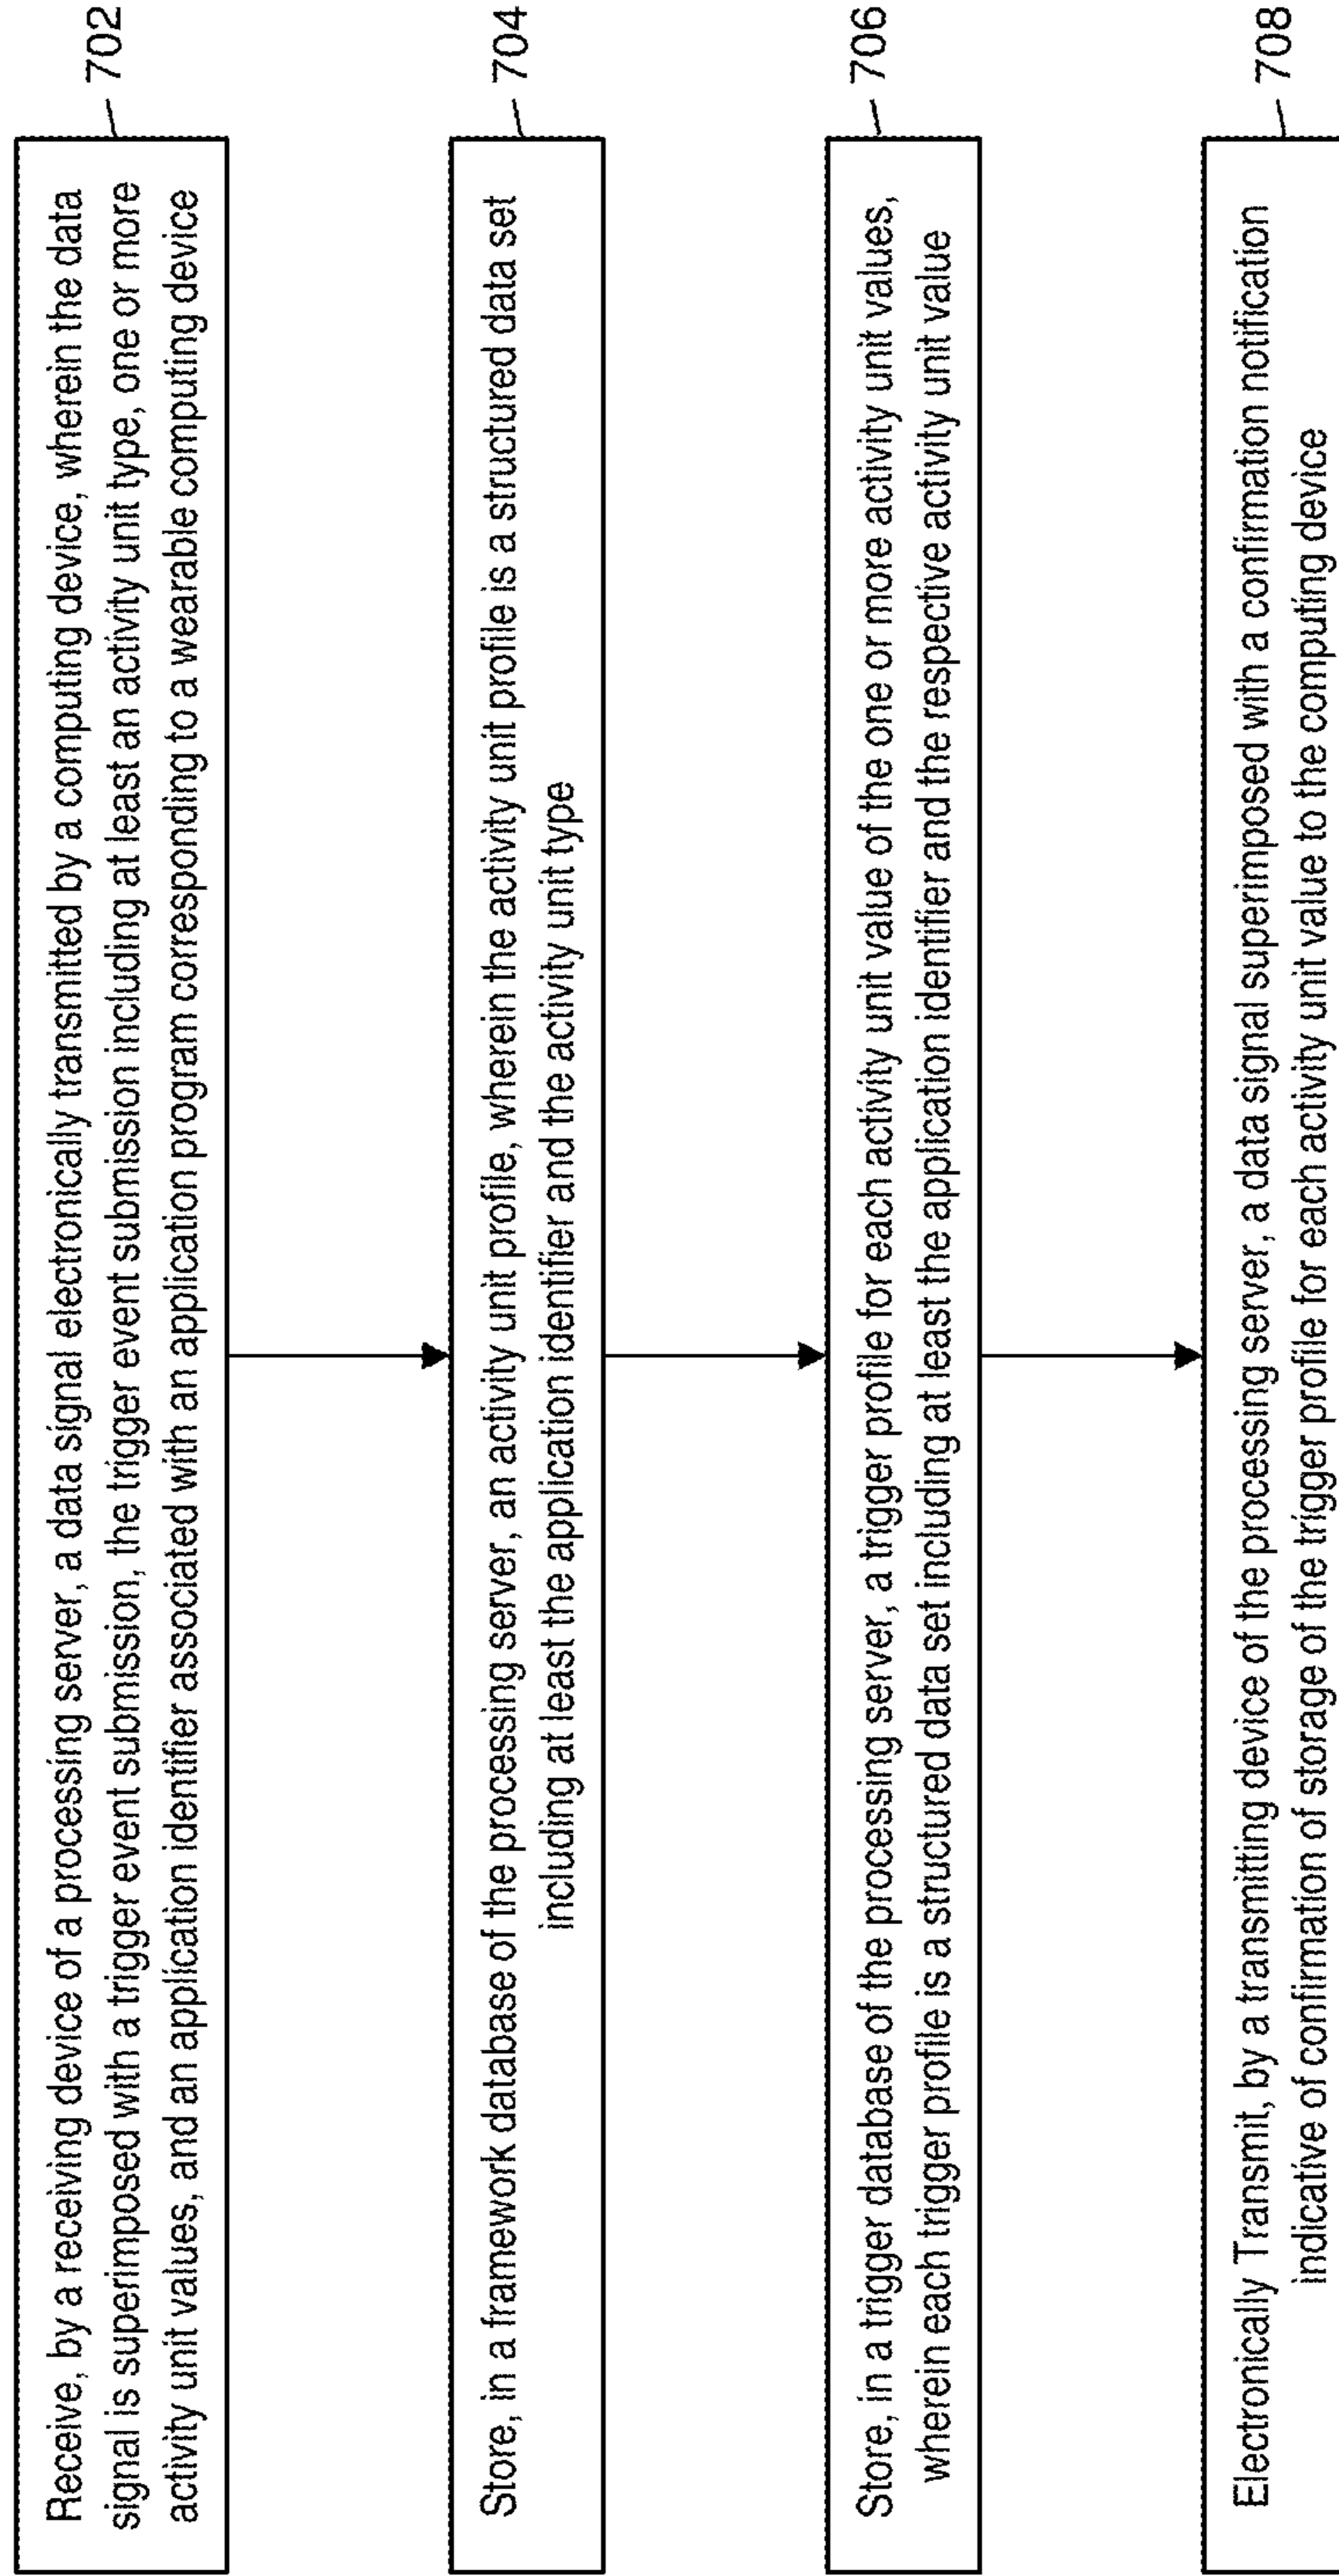 Receive, by a receiving device of a processing server, a data signal electronically transmitted by a computing device, wherein the data
signal is superimposed with a trigger event submission, the trigger event submission including at least an activity unit type, one or more
activity unit values, and an application identifier associated with an application program corresponding to a wearable computing device
702
Store, in a framework database of the processing server, an activity unit profile, wherein the activity unit profile is a structured data set
including at least the application identifier and the activity unit type
704
Store, in a trigger database of the processing server, a trigger profile for each activity unit value of the one or more activity unit values,
wherein each trigger profile is a structured data set including at least the application identifier and the respective activity unit value
706
Electronically Transmit, by a transmitting device of the processing server, a data signal superimposed with a confirmation notification
indicative of confirmation of storage of the trigger profile for each activity unit value to the computing device
708